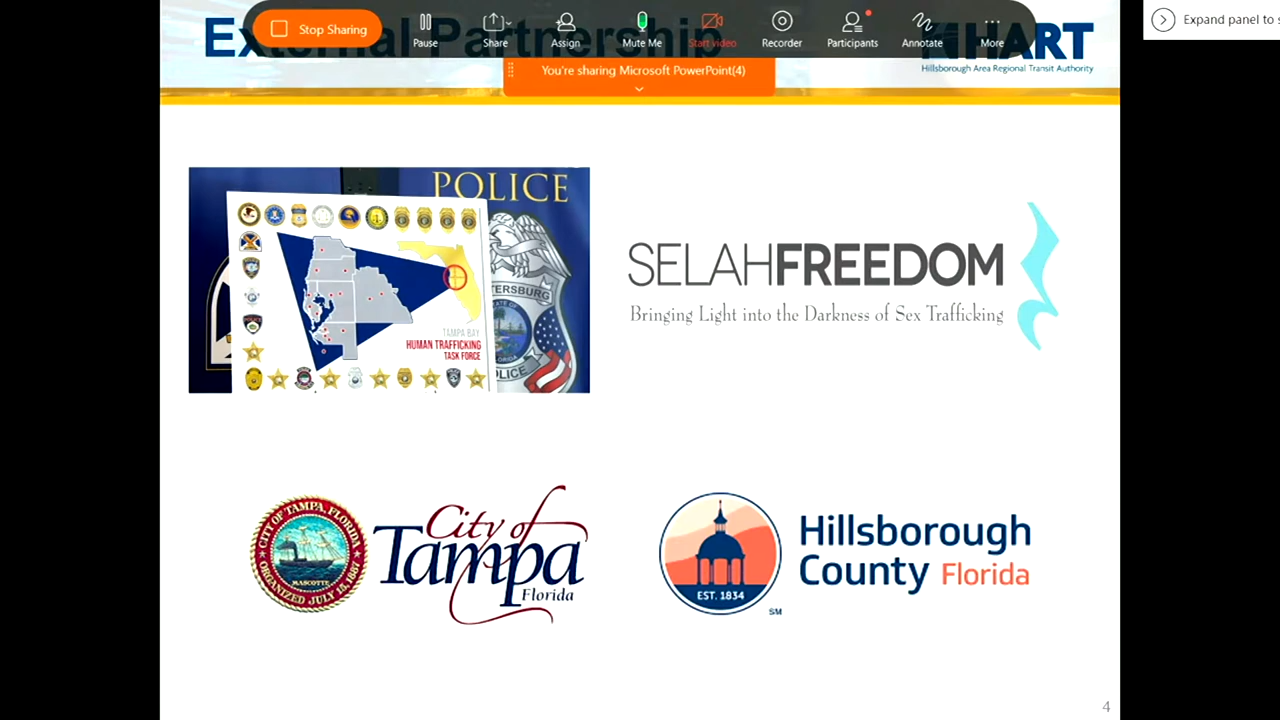 External Partnership
Stop Sharing
Pause
Share
Assign
Mute Me
Start video
Recorder
Participants
Annotate
More
Expand panel to
You're sharing Microsoft PowerPoint(4)
HART
Hillsborough Area Regional Transit Authority
POLICE
TAMPA BAY
HUMAN TRAFFICKING
TASK FORCE
SELAHFREEDOM
Bringing Light into the Darkness of Sex Trafficking
CITY OF TAMPA, FLORIDA
MASCOTTE
ORGANIZED JULY 15, 1887
City of
Tampa
Florida
EST. 1834
SM
Hillsborough
County Florida
4